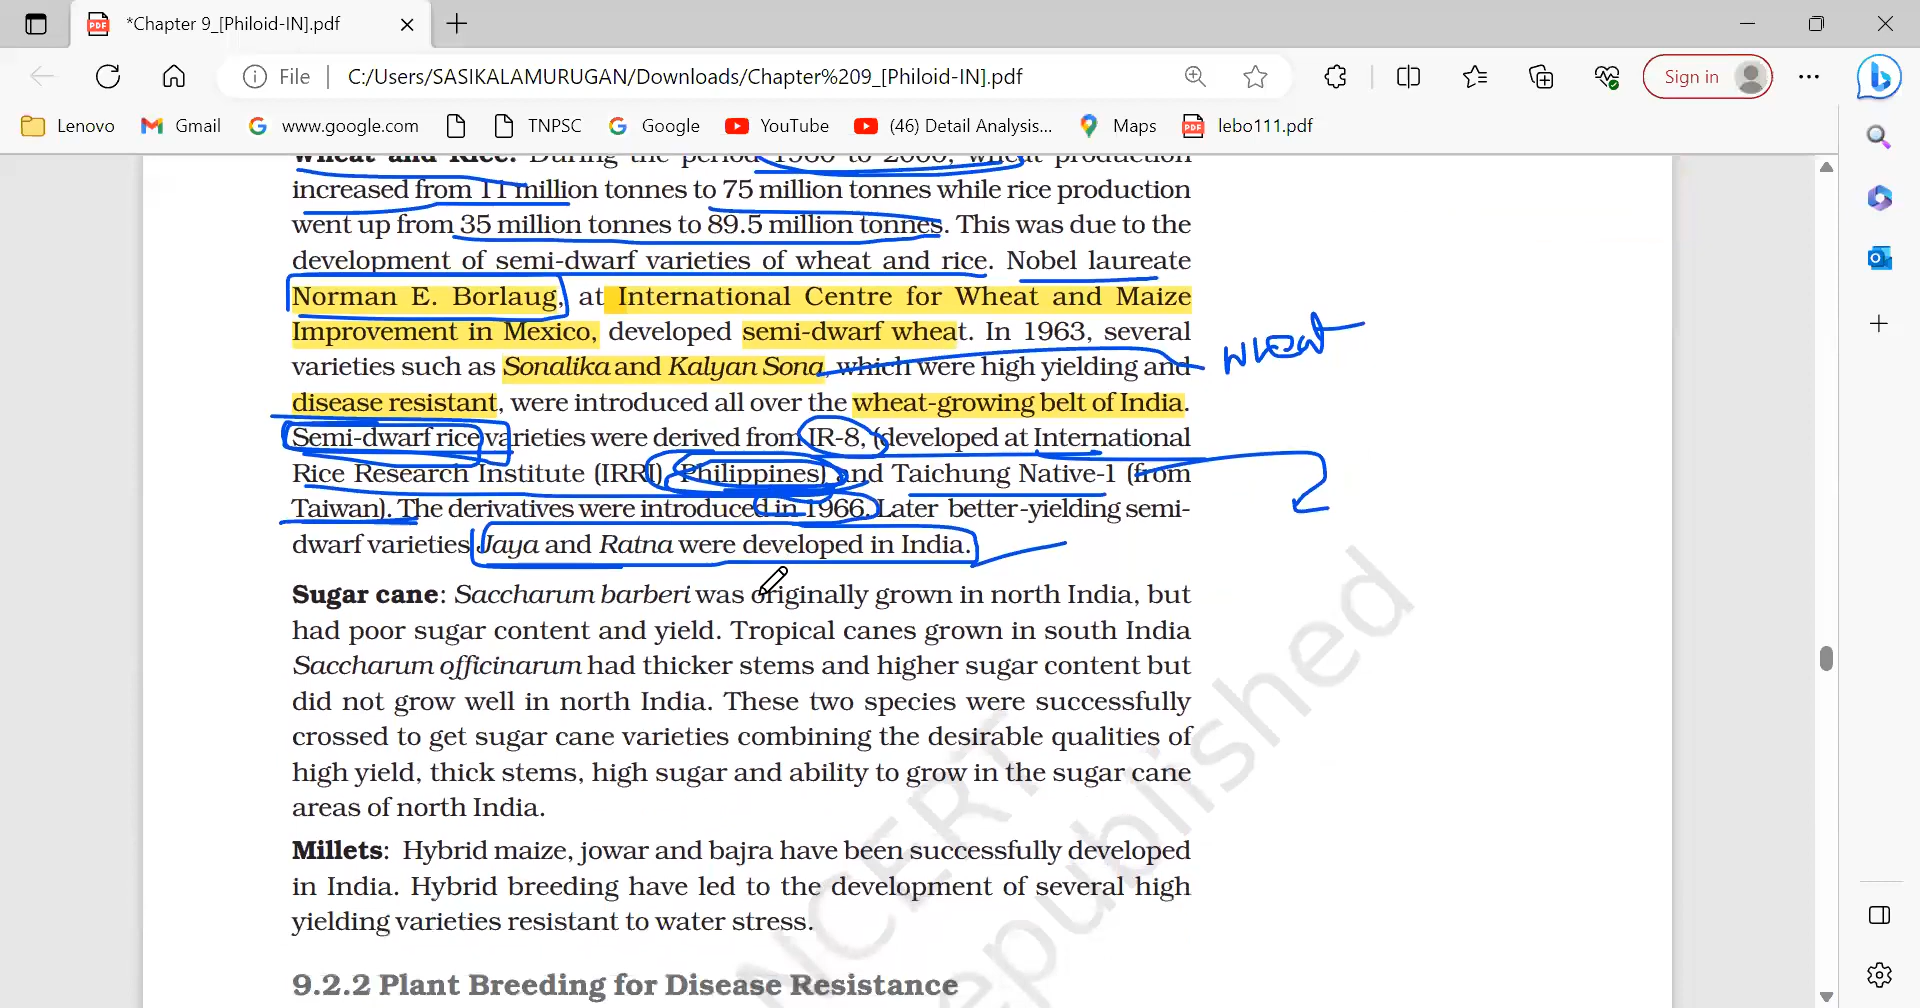 *Chapter 9_[Philoid-IN].pdf
File | C:/Users/SASIKALAMURUGAN/Downloads/Chapter%209_[Philoid-IN].pdf
Sign in
Lenovo Gmail www.google.com TNPSC Google YouTube (46) Detail Analysis... Maps lebo111.pdf
Wheat and Rice: During the period 1960 to 2000, wheat production
increased from 11 million tonnes to 75 million tonnes while rice production
went up from 35 million tonnes to 89.5 million tonnes. This was due to the
development of semi-dwarf varieties of wheat and rice. Nobel laureate
Norman E. Borlaug, at International Centre for Wheat and Maize
Improvement in Mexico, developed semi-dwarf wheat. In 1963, several
wheat
varieties such as Sonalika and Kalyan Sona, which were high yielding and
disease resistant, were introduced all over the wheat-growing belt of India.
Semi-dwarf rice varieties were derived from IR-8, (developed at International
Rice Research Institute (IRRI), Philippines) and Taichung Native-1 (from
Taiwan). The derivatives were introduced in 1966. Later better-yielding semi-
dwarf varieties Jaya and Ratna were developed in India.
Sugar cane: Saccharum barberi was originally grown in north India, but
had poor sugar content and yield. Tropical canes grown in south India
Saccharum officinarum had thicker stems and higher sugar content but
did not grow well in north India. These two species were successfully
crossed to get sugar cane varieties combining the desirable qualities of
high yield, thick stems, high sugar and ability to grow in the sugar cane
areas of north India.
Millets: Hybrid maize, jowar and bajra have been successfully developed
in India. Hybrid breeding have led to the development of several high
yielding varieties resistant to water stress.
9.2.2 Plant Breeding for Disease Resistance
NCERT
republished